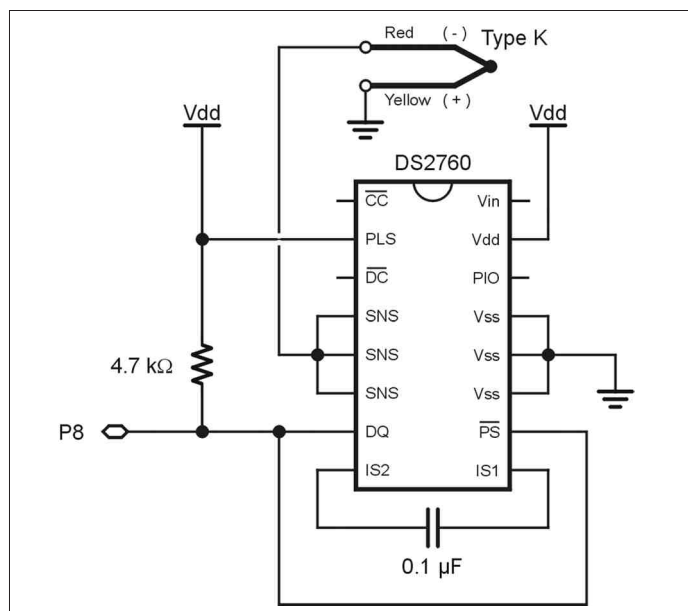 Red ( - ) Type K
Yellow ( + )
Vdd
Vdd
DS2760
CC Vin
PLS Vdd
DC PIO
SNS Vss
SNS Vss
SNS Vss
DQ PS
IS2 IS1
4.7 kΩ
P8
0.1 µF